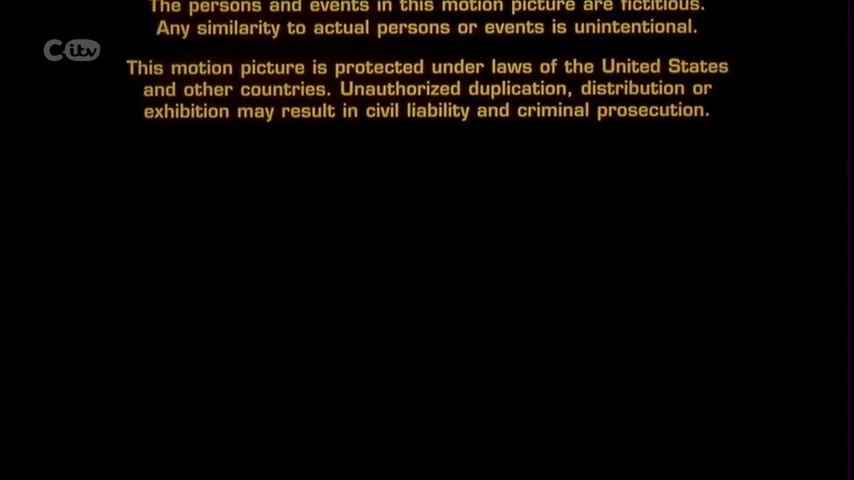 The persons and events in this motion picture are fictitious.
Any similarity to actual persons or events is unintentional.
Citv
This motion picture is protected under laws of the United States
and other countries. Unauthorized duplication, distribution or
exhibition may result in civil liability and criminal prosecution.